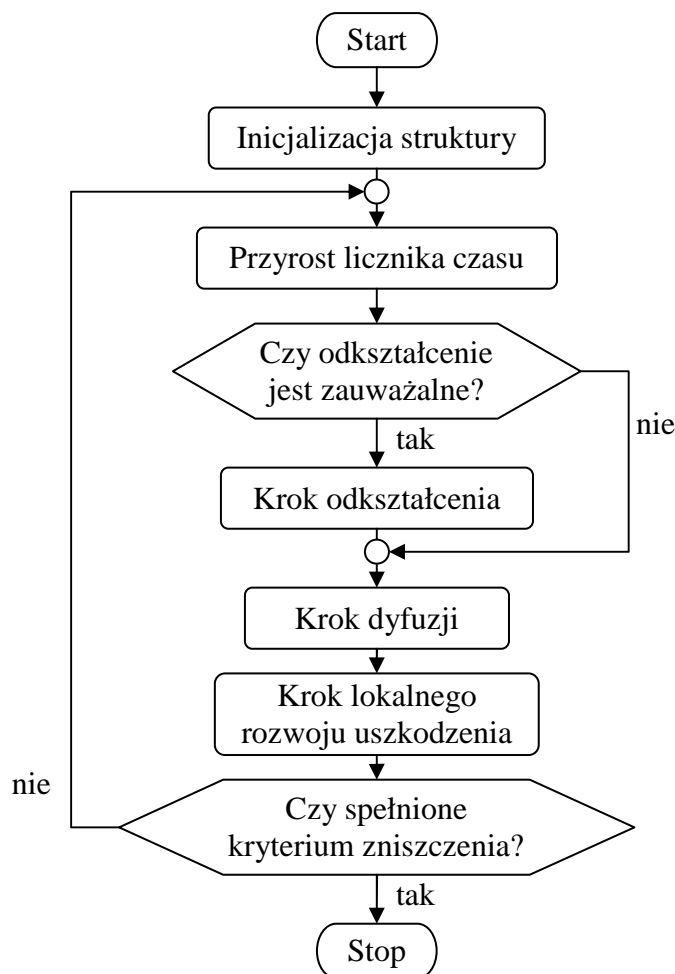 Start
Inicjalizacja struktury
Przyrost licznika czasu
Czy odkształcenie
jest zauważalne?
nie
tak
Krok odkształcenia
Krok dyfuzji
Krok lokalnego
rozwoju uszkodzenia
nie
Czy spełnione
kryterium zniszczenia?
tak
Stop